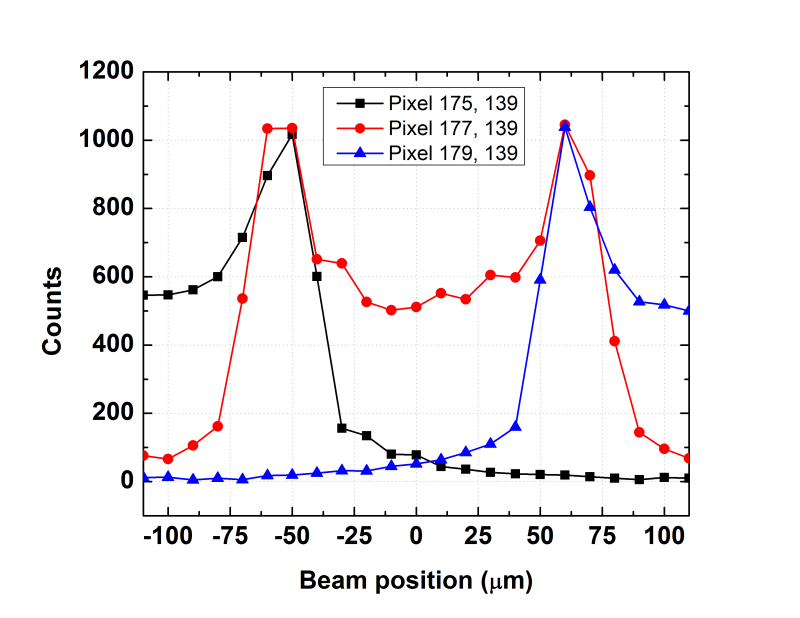 1200
1000
800
600
400
200
0
Counts
Pixel 175, 139
Pixel 177, 139
Pixel 179, 139
-100 -75 -50 -25 0 25 50 75 100
Beam position (μm)